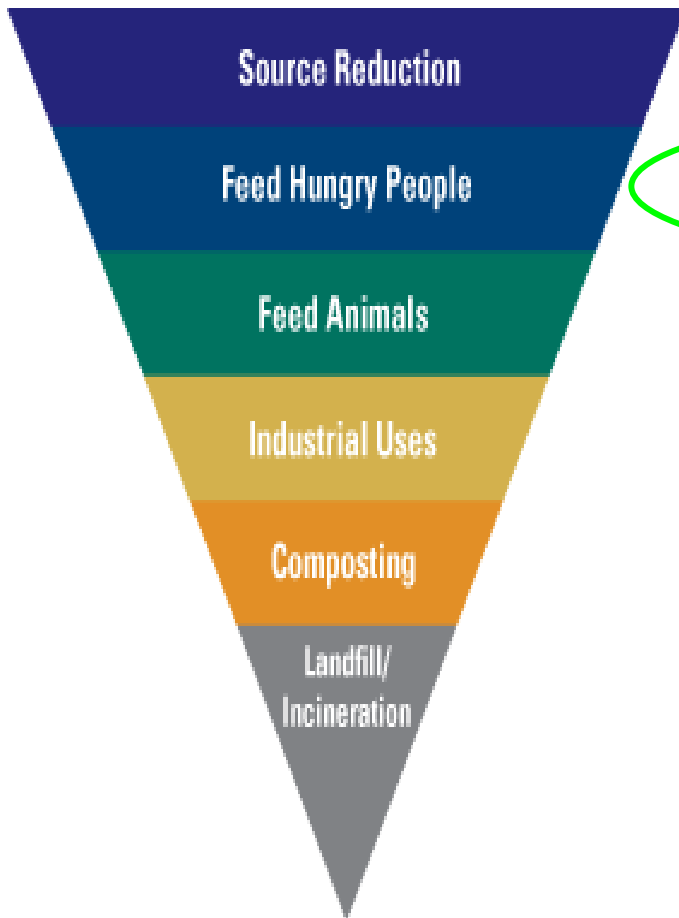 Source Reduction
Feed Hungry People
Feed Animals
Industrial Uses
Composting
Landfill/
Incineration